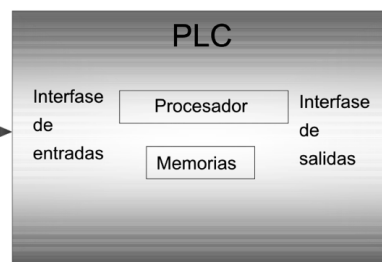 PLC
Interfase
de
entradas
Procesador
Memorias
Interfase
de
salidas